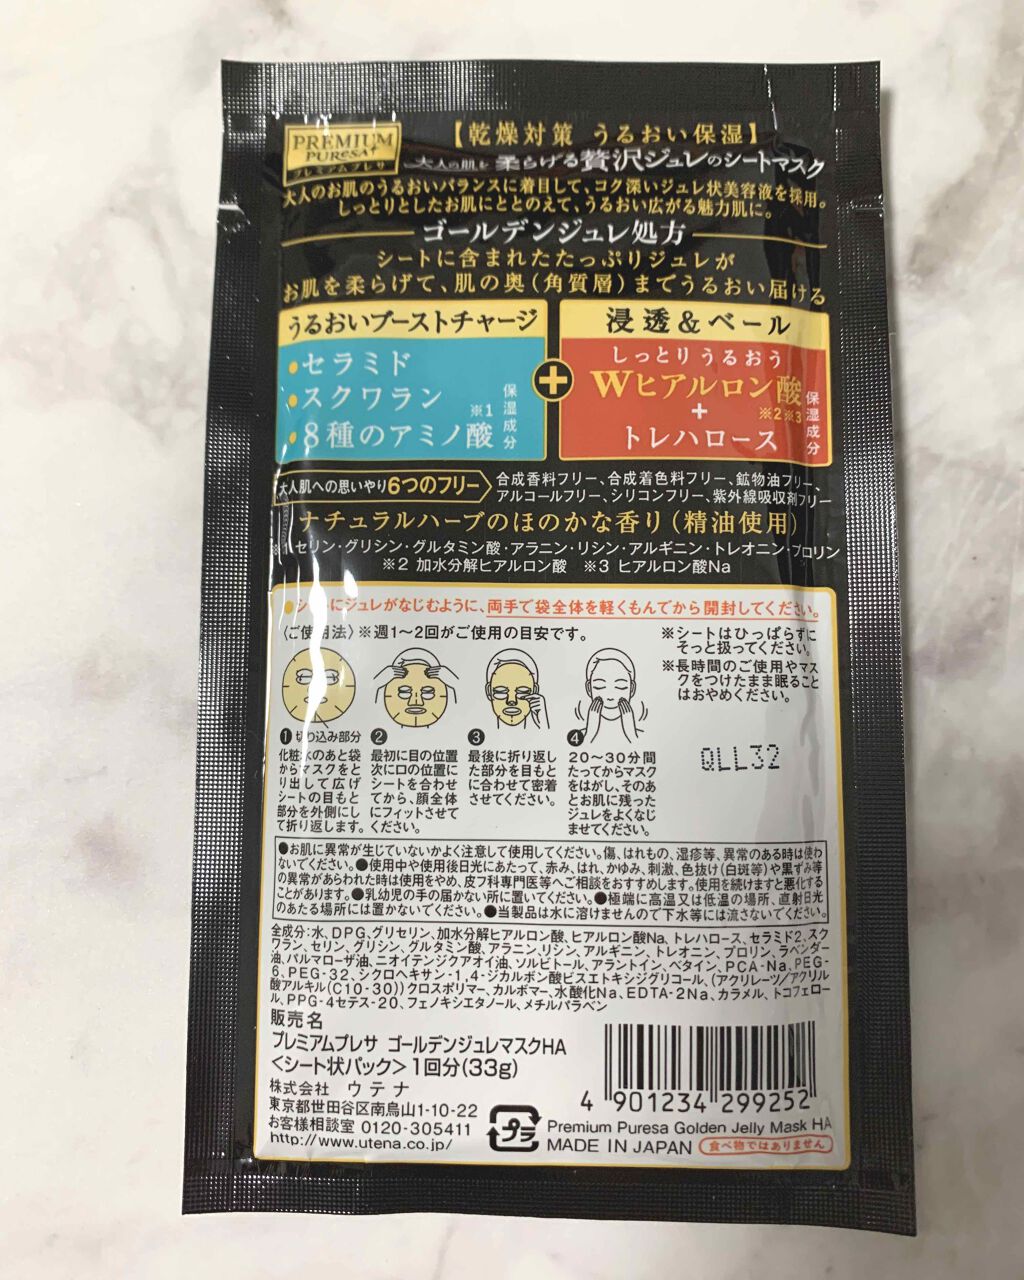 PREMIUM
PURESA
プレミアムプレサ
【乾燥対策 うるおい保湿】
大人の肌を 柔らげる贅沢ジュレのシートマスク
大人のお肌のうるおいバランスに着目して、コク深いジュレ状美容液を採用。
しっとりとしたお肌にととのえて、うるおい広がる魅力肌に。
ゴールデンジュレ処方
シートに含まれたたっぷりジュレが
お肌を柔らげて、肌の奥(角質層)までうるおい届ける
うるおいブーストチャージ
●セラミド
●スクワラン
●8種のアミノ酸
※1
保湿成分
+
浸透&ベール
しっとりうるおう
Wヒアルロン酸
※2※3
+
トレハロース
保湿成分
大人肌への思いやり6つのフリー
合成香料フリー、合成着色料フリー、鉱物油フリー、
アルコールフリー、シリコンフリー、紫外線吸収剤フリー
ナチュラルハーブのほのかな香り(精油使用)
※1 セリン・グリシン・グルタミン酸・アラニン・リシン・アルギニン・トレオニン・プロリン
※2 加水分解ヒアルロン酸 ※3 ヒアルロン酸Na
●シートにジュレがなじむように、両手で袋全体を軽くもんでから開封してください。
〈ご使用法〉※週1〜2回がご使用の目安です。
※シートはひっぱらずに
そっと扱ってください。
※長時間のご使用やマス
クをつけたまま眠ること
はおやめください。
❶切り込み部分
化粧水のあと袋
からマスクをと
り出して広げ
シートの目もと
部分を外側にし
て折り返します。
❷
最初に目の位置
次に口の位置に
シートを合わせ
てから、顔全体
にフィットさせて
ください。
❸
最後に折り返し
た部分を目もと
に合わせて密着
させてください。
❹
20〜30分間
たってからマスク
をはがし、そのあ
とお肌に残った
ジュレをよくなじ
ませてください。
QLL32
●お肌に異常が生じていないかよく注意して使用してください。傷、はれもの、湿疹等、異常のある時は使わ
ないでください。●使用中や使用後日光にあたって、赤み、はれ、かゆみ、刺激、色抜け(白斑等)や黒ずみ等
の異常があらわれた時は使用をやめ、皮フ科専門医等へご相談をおすすめします。使用を続けますと悪化する
ことがあります。●乳幼児の手の届かない所に置いてください。●極端に高温又は低温の場所、直射日光
のあたる場所には置かないでください。●当製品は水に溶けませんので下水等には流さないでください。
全成分:水、DPG、グリセリン、加水分解ヒアルロン酸、ヒアルロン酸Na、トレハロース、セラミド2、スク
ワラン、セリン、グリシン、グルタミン酸、アラニン、リシン、アルギニン、トレオニン、プロリン、ラベンダー
油、パルマローザ油、ニオイテンジクアオイ油、ソルビトール、アラントイン、ベタイン、PCA-Na、PEG-
6、PEG-32、シクロヘキサン-1,4-ジカルボン酸ビスエトキシジグリコール、(アクリレーツ/アクリル
酸アルキル(C10-30))クロスポリマー、カルボマー、水酸化Na、EDTA-2Na、カラメル、トコフェロー
ル、PPG-4セテス-20、フェノキシエタノール、メチルパラベン
販売名
プレミアムプレサ ゴールデンジュレマスクHA
<シート状パック>1回分(33g)
株式会社 ウテナ
東京都世田谷区南烏山1-10-22
お客様相談室 0120-305411
http://www.utena.co.jp/
プラ
4 901234 299252
Premium Puresa Golden Jelly Mask HA
MADE IN JAPAN 食べ物ではありません